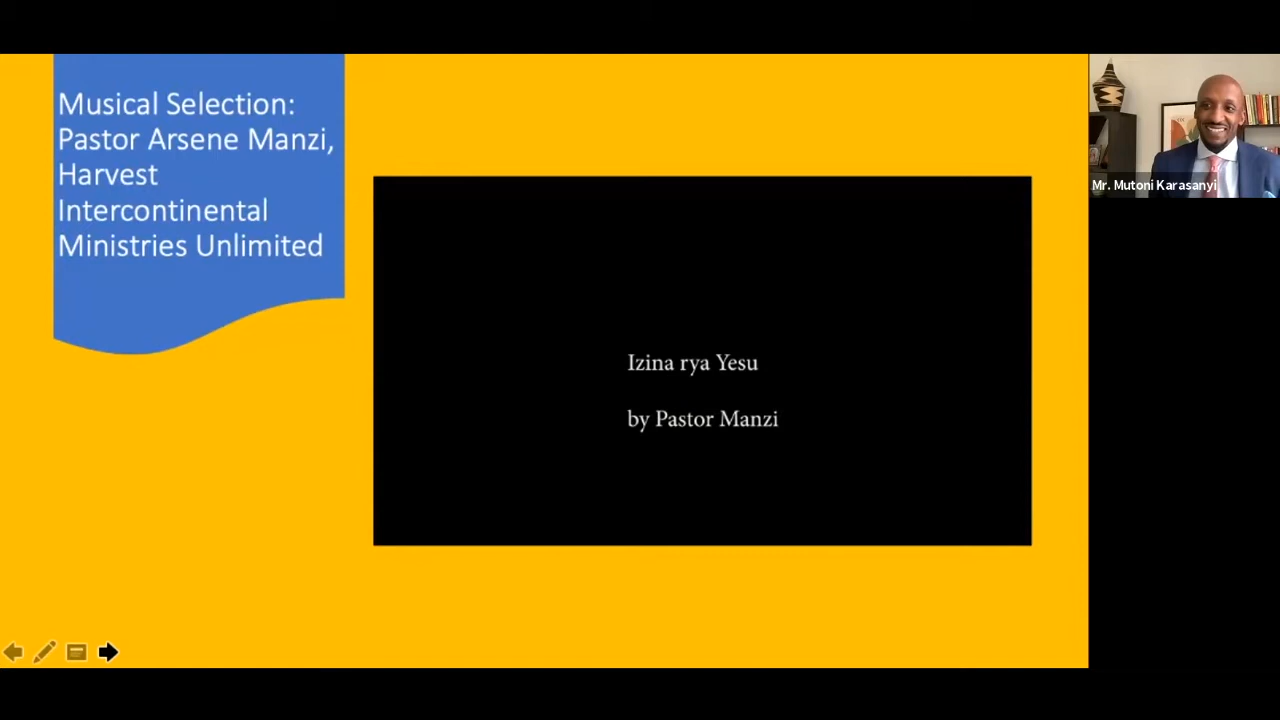 Musical Selection:
Pastor Arsene Manzi,
Harvest
Intercontinental
Ministries Unlimited
Izina rya Yesu
by Pastor Manzi
Mr. Mutoni Karasanyi